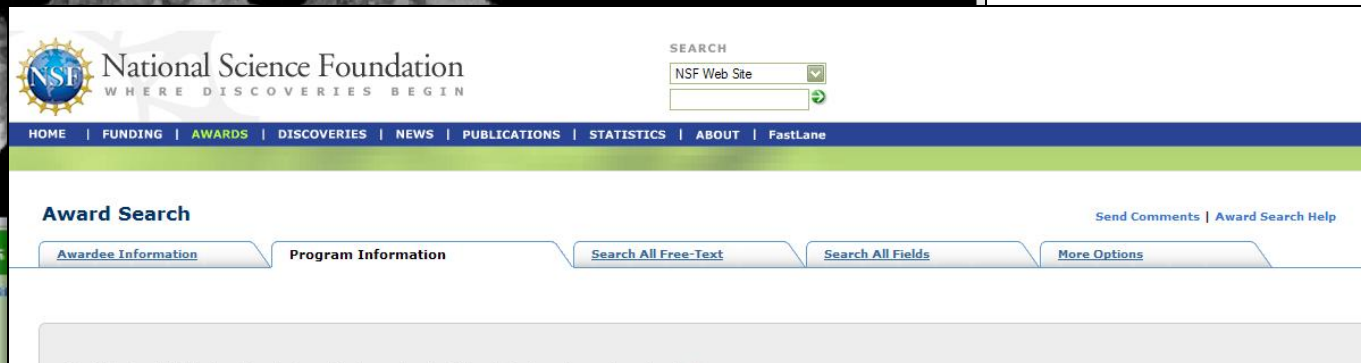 NSF
National Science Foundation
WHERE DISCOVERIES BEGIN
SEARCH
NSF Web Site
HOME | FUNDING | AWARDS | DISCOVERIES | NEWS | PUBLICATIONS | STATISTICS | ABOUT | FastLane
Award Search
Send Comments | Award Search Help
Awardee Information
Program Information
Search All Free-Text
Search All Fields
More Options